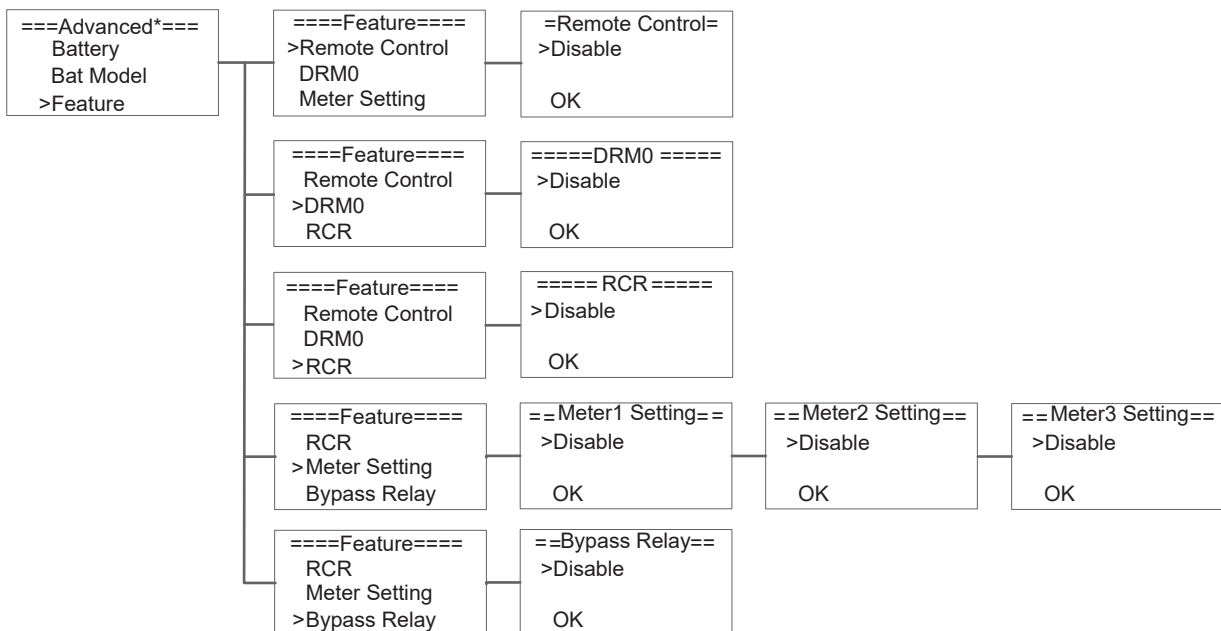 ===Advanced*===
Battery
Bat Model
>Feature
====Feature====
>Remote Control
DRM0
Meter Setting
=Remote Control=
>Disable
OK
====Feature====
Remote Control
>DRM0
RCR
=====DRM0 =====
>Disable
OK
====Feature====
Remote Control
DRM0
>RCR
===== RCR =====
>Disable
OK
====Feature====
RCR
>Meter Setting
Bypass Relay
==Meter1 Setting==
>Disable
OK
==Meter2 Setting==
>Disable
OK
==Meter3 Setting==
>Disable
OK
====Feature====
RCR
Meter Setting
>Bypass Relay
==Bypass Relay==
>Disable
OK